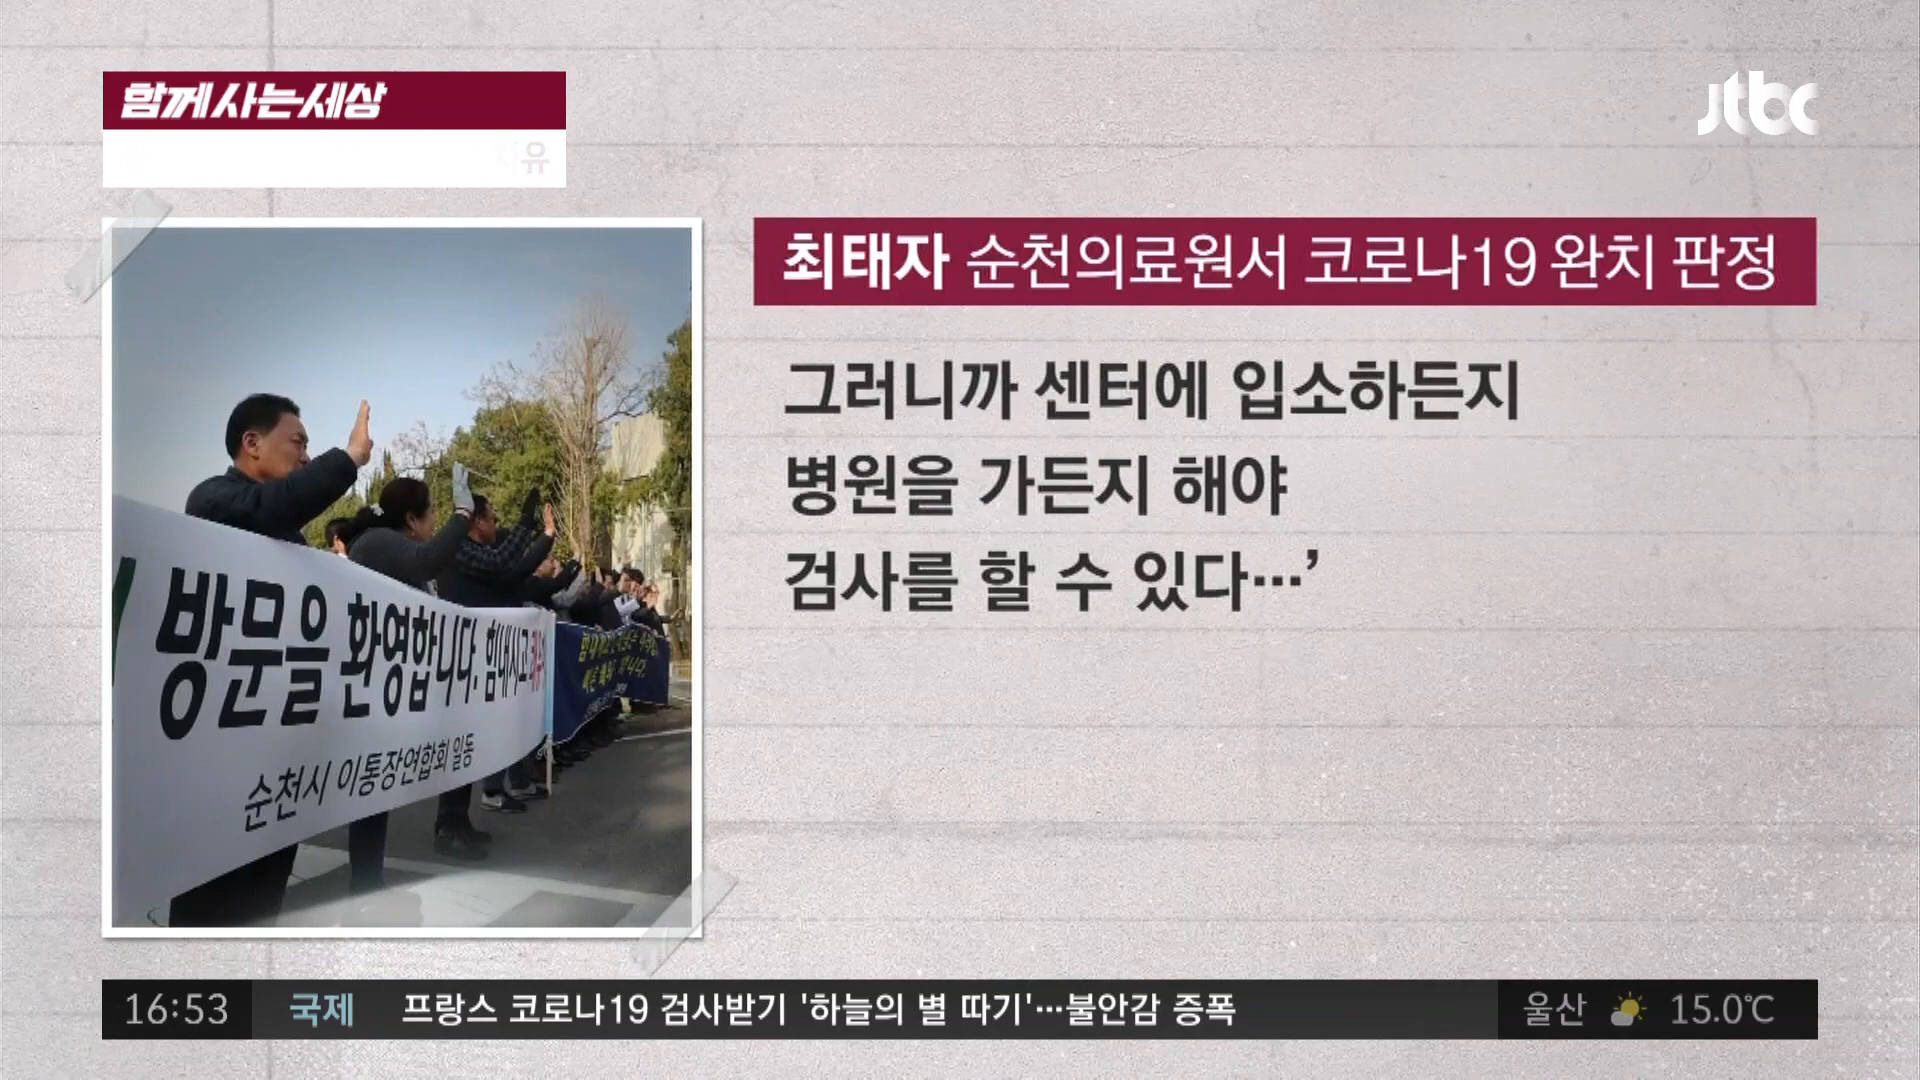 함께 사는 세상
jtbc
유
최태자 순천의료원서 코로나19 완치 판정
그러니까 센터에 입소하든지
병원을 가든지 해야
검사를 할 수 있다…’
방문을 환영합니다. 힘내시고
순천시 이통장연합회 일동
16:53 국제 프랑스 코로나19 검사받기 '하늘의 별 따기'…불안감 증폭 울산 15.0℃